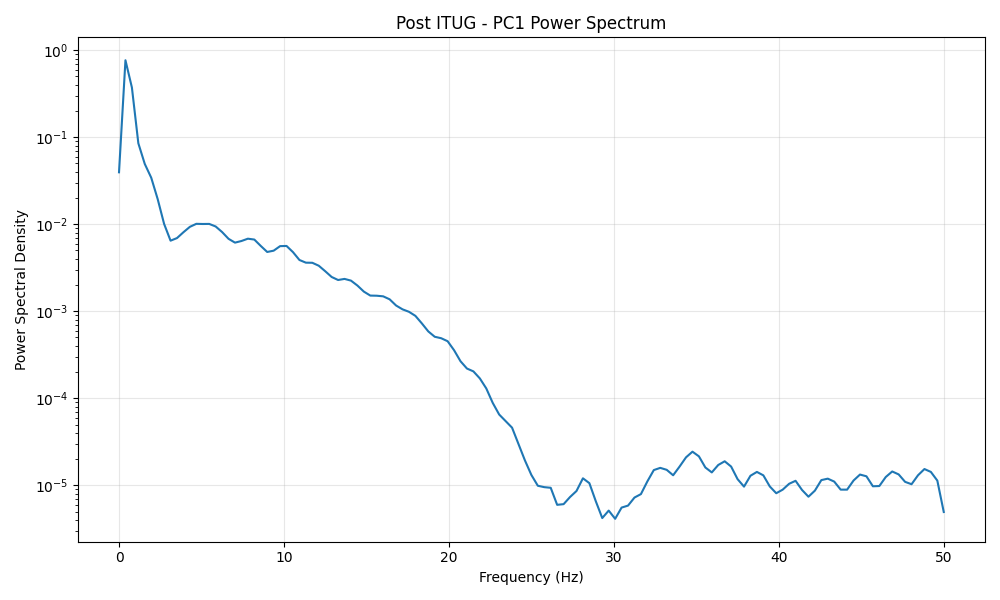 Post ITUG - PC1 Power Spectrum
Power Spectral Density
10⁰
10⁻¹
10⁻²
10⁻³
10⁻⁴
10⁻⁵
0 10 20 30 40 50
Frequency (Hz)